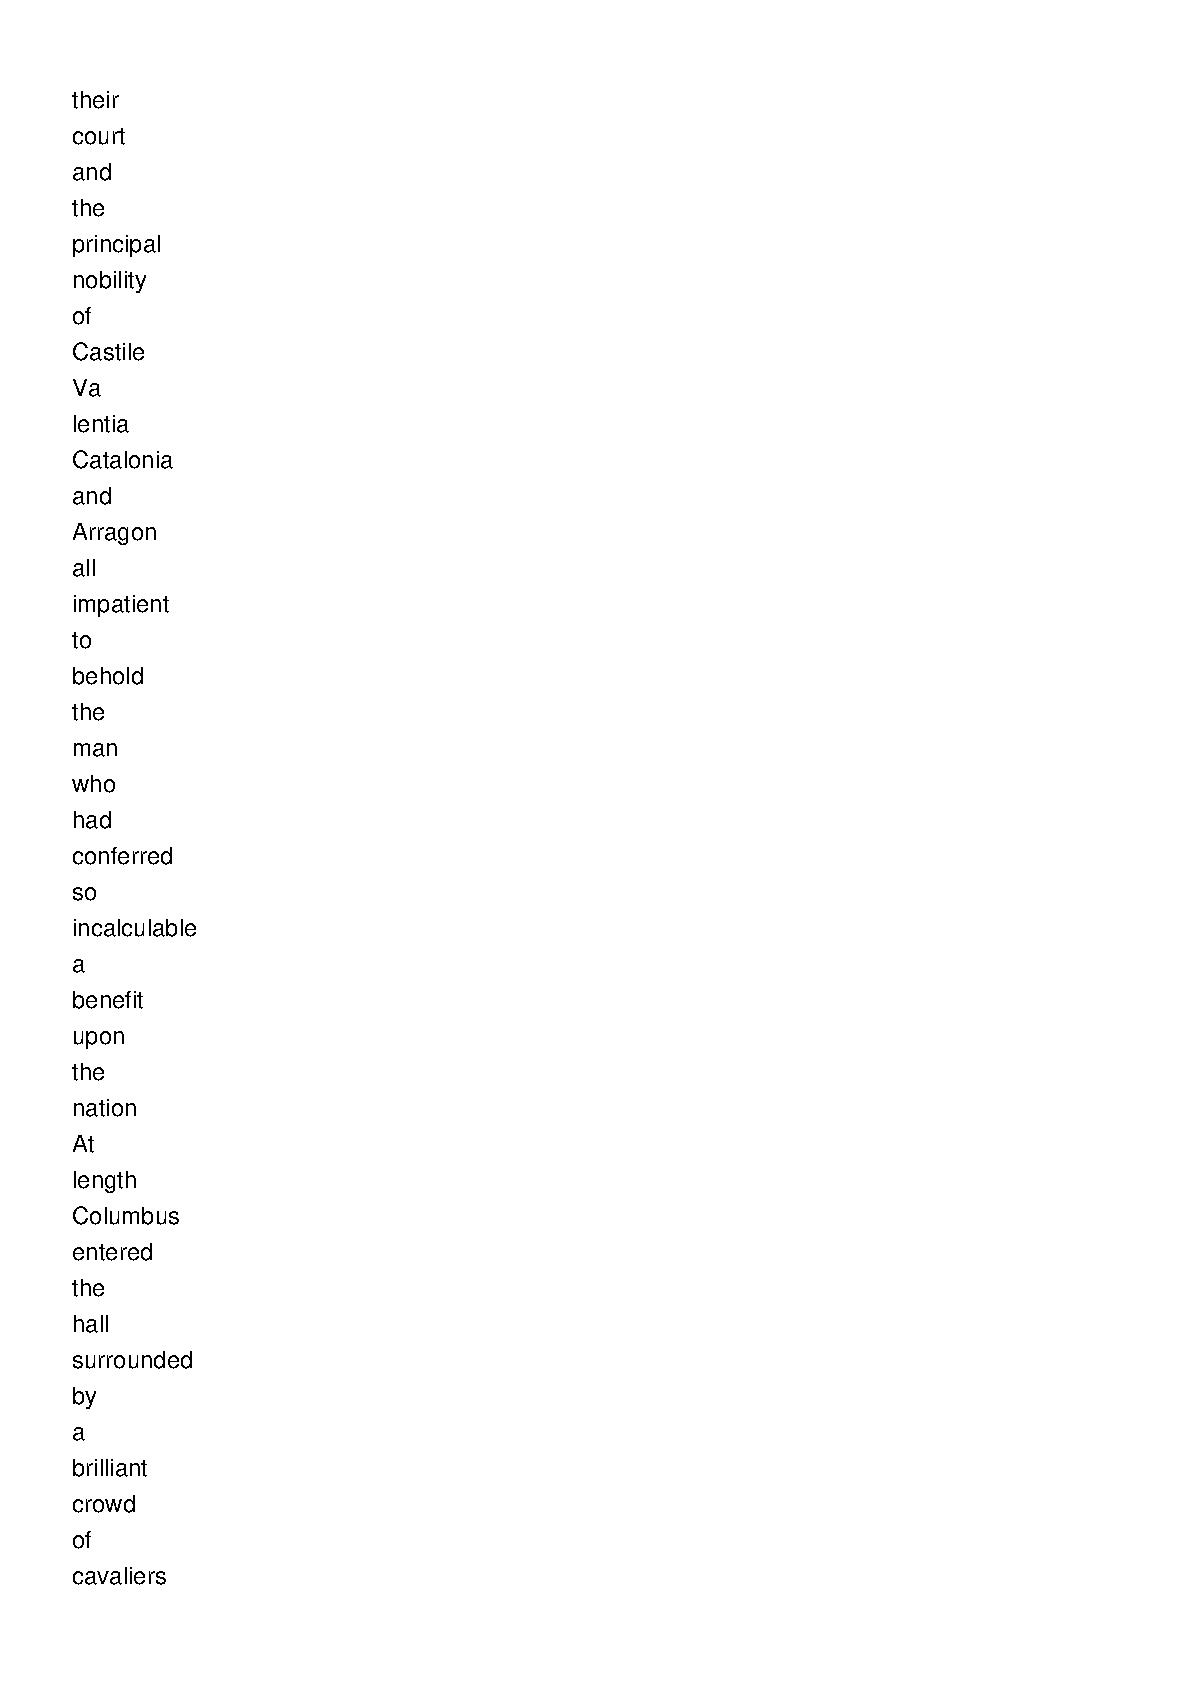 their
court
and
the
principal
nobility
of
Castile
Va
lentia
Catalonia
and
Arragon
all
impatient
to
behold
the
man
who
had
conferred
so
incalculable
a
benefit
upon
the
nation
At
length
Columbus
entered
the
hall
surrounded
by
a
brilliant
crowd
of
cavaliers